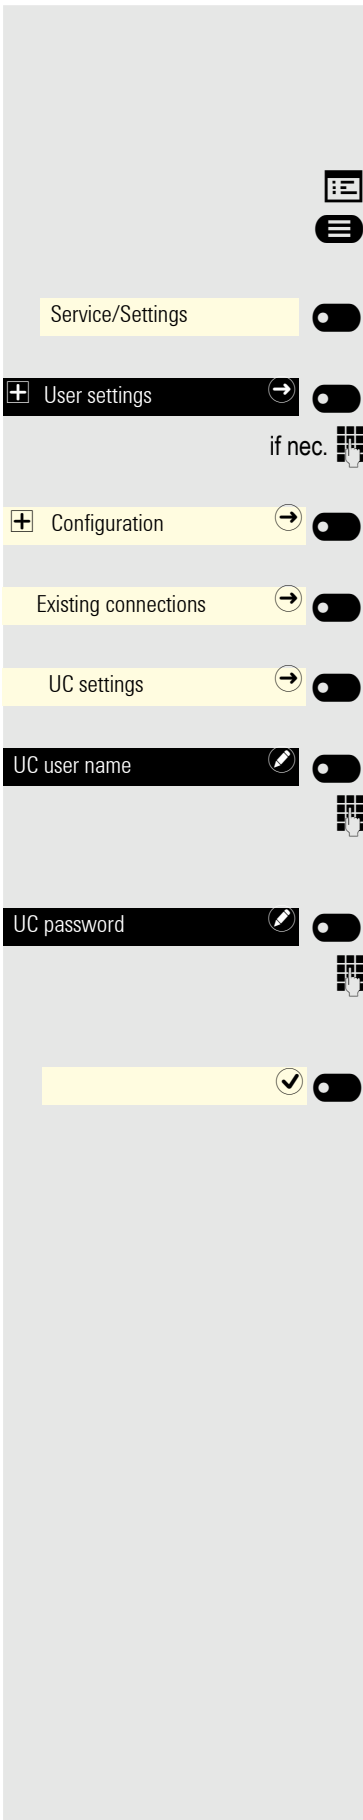 Service/Settings
User settings
if nec.
Configuration
Existing connections
UC settings
UC user name
UC password